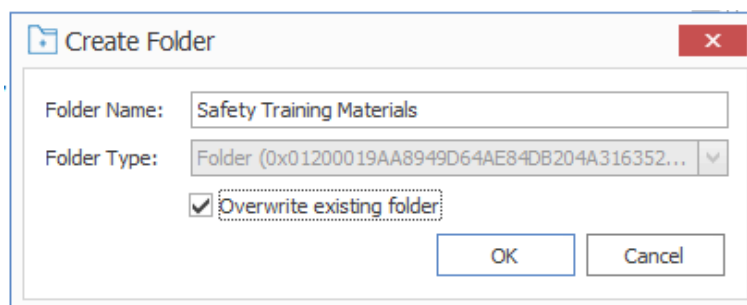 Create Folder
Folder Name: Safety Training Materials
Folder Type: Folder (0x01200019AA8949D64AE84DB204A316352...
Overwrite existing folder
OK Cancel